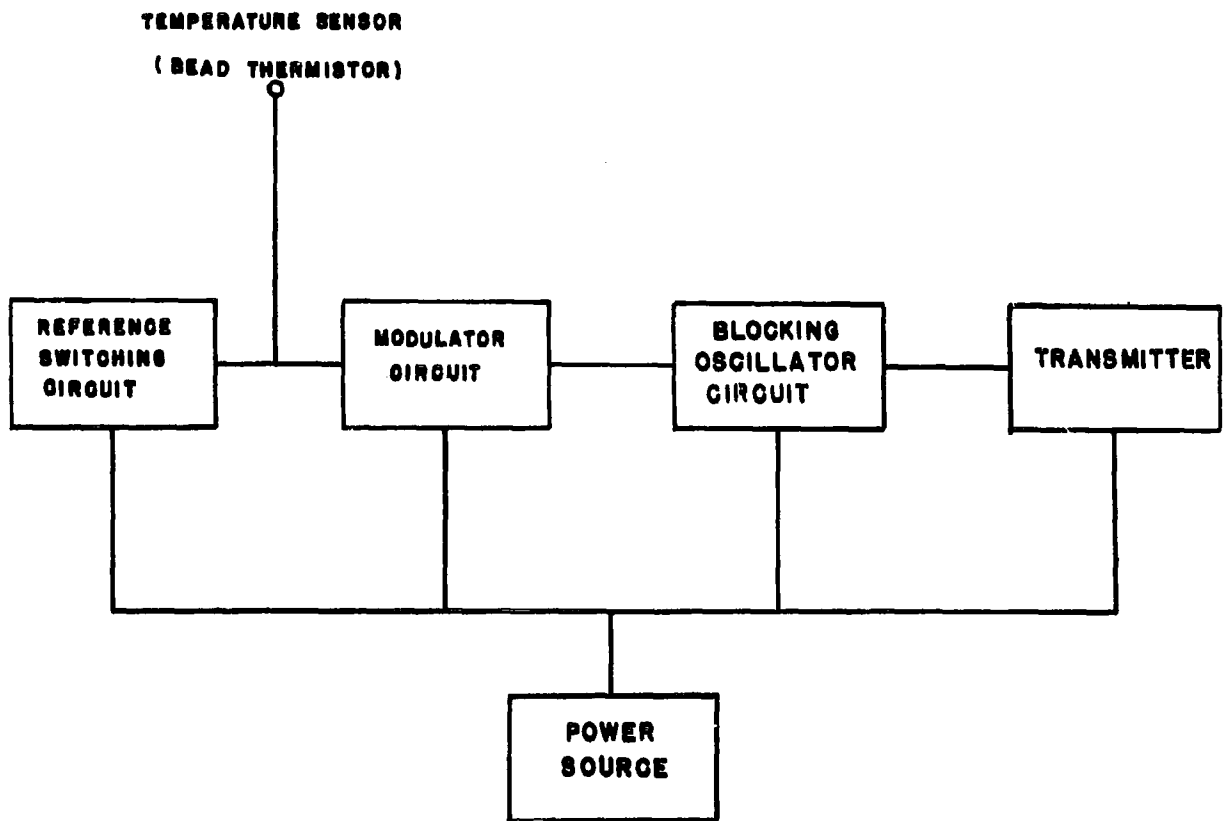 TEMPERATURE SENSOR
(BEAD THERMISTOR)
REFERENCE
SWITCHING
CIRCUIT
MODULATOR
CIRCUIT
BLOCKING
OSCILLATOR
CIRCUIT
TRANSMITTER
POWER
SOURCE